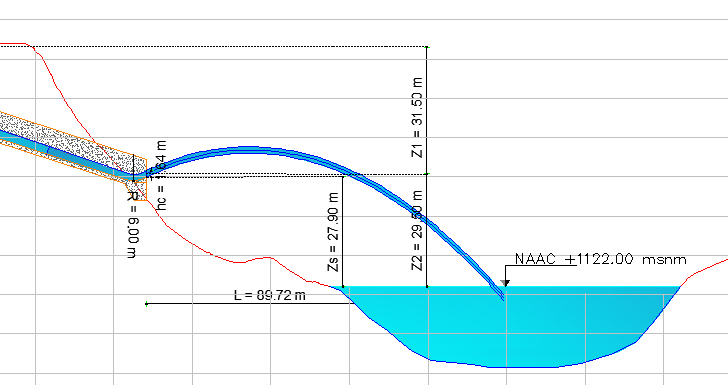 Z1 = 31.50 m
hc = 1.64 m
R = 6.00 m
Zs = 27.90 m
Z2 = 29.50 m
NAAC +1122.00 msnm
L = 89.72 m